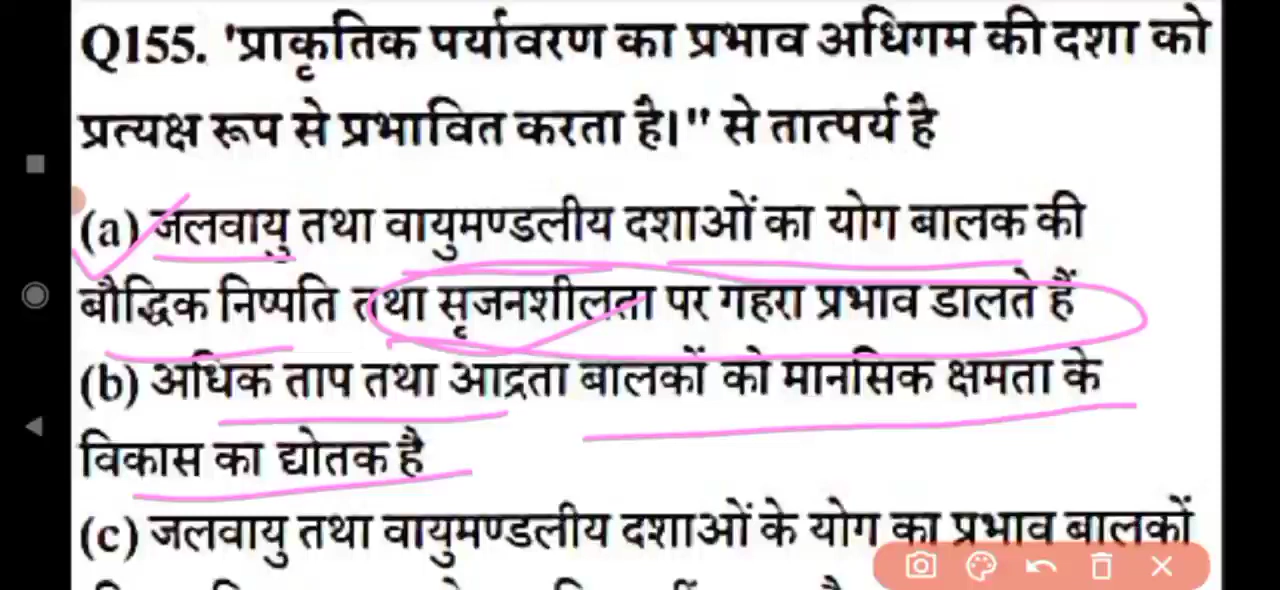 Q155. 'प्राकृतिक पर्यावरण का प्रभाव अधिगम की दशा को
प्रत्यक्ष रूप से प्रभावित करता है।" से तात्पर्य है
(a) जलवायु तथा वायुमण्डलीय दशाओं का योग बालक की
बौद्धिक निष्पति तथा सृजनशीलता पर गहरा प्रभाव डालते हैं
(b) अधिक ताप तथा आद्रता बालकों को मानसिक क्षमता के
विकास का द्योतक है
(c) जलवायु तथा वायुमण्डलीय दशाओं के योग का प्रभाव बालकों